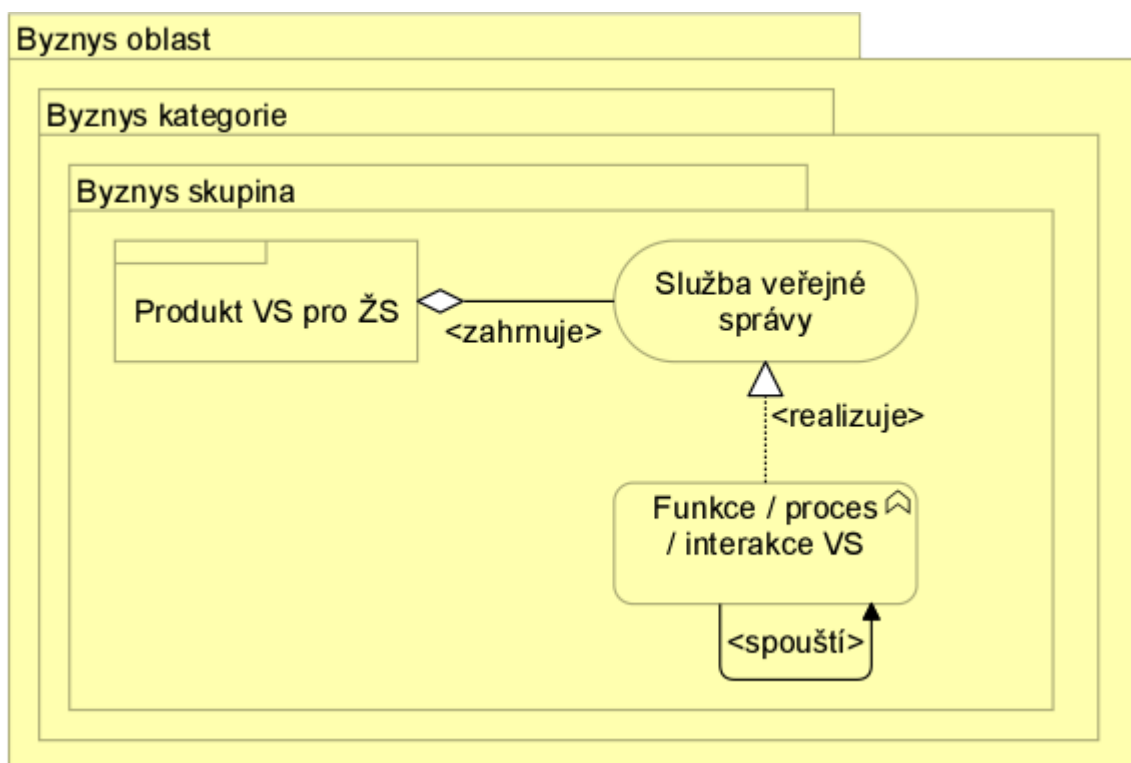 Byznys oblast
Byznys kategorie
Byznys skupina
Produkt VS pro ŽS
<zahrnuje>
Služba veřejné
správy
<realizuje>
Funkce / proces
/ interakce VS
<spouští>